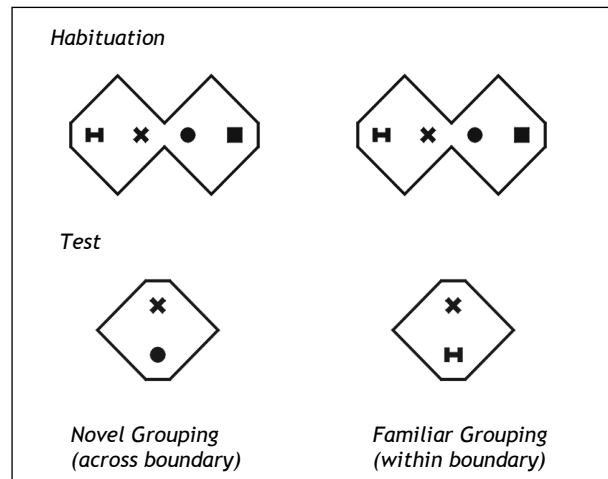 Habituation
Test
Novel Grouping
(across boundary)
Familiar Grouping
(within boundary)